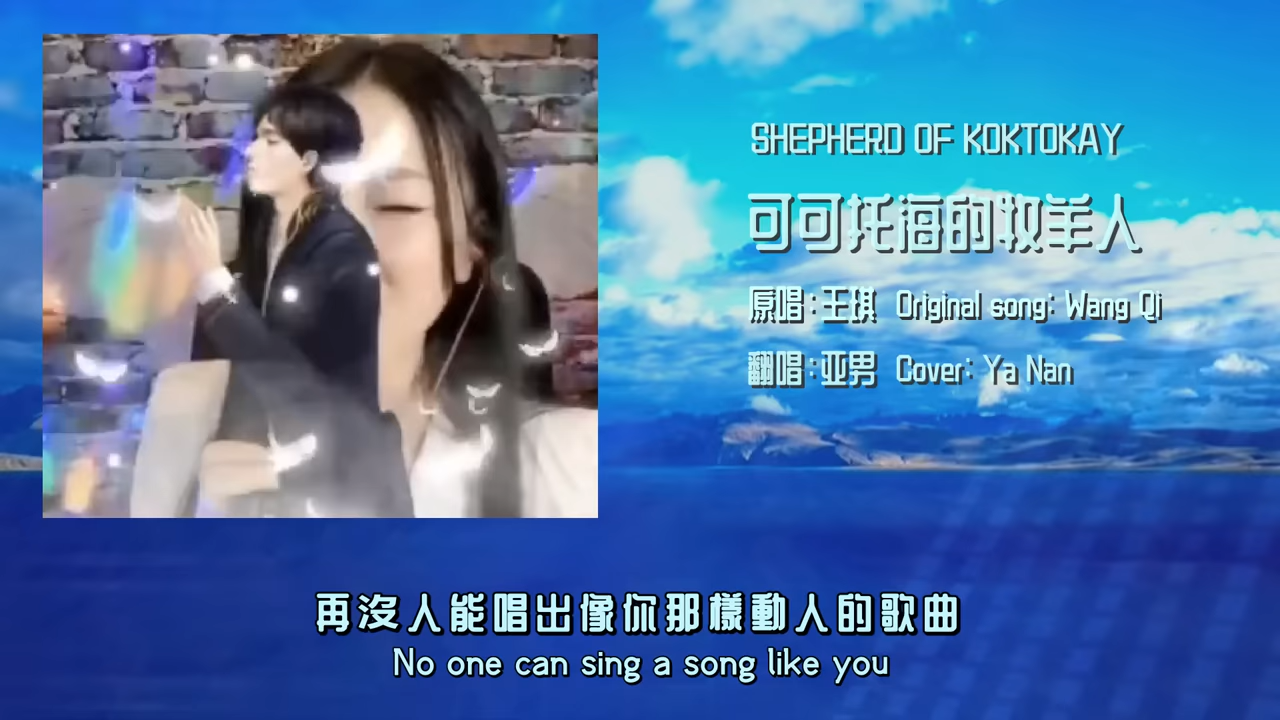 SHEPHERD OF KOKTOKAY
可可托海的牧羊人
原唱:王琪 Original song: Wang Qi
翻唱:亚男 Cover: Ya Nan
再沒人能唱出像你那樣動人的歌曲
No one can sing a song like you